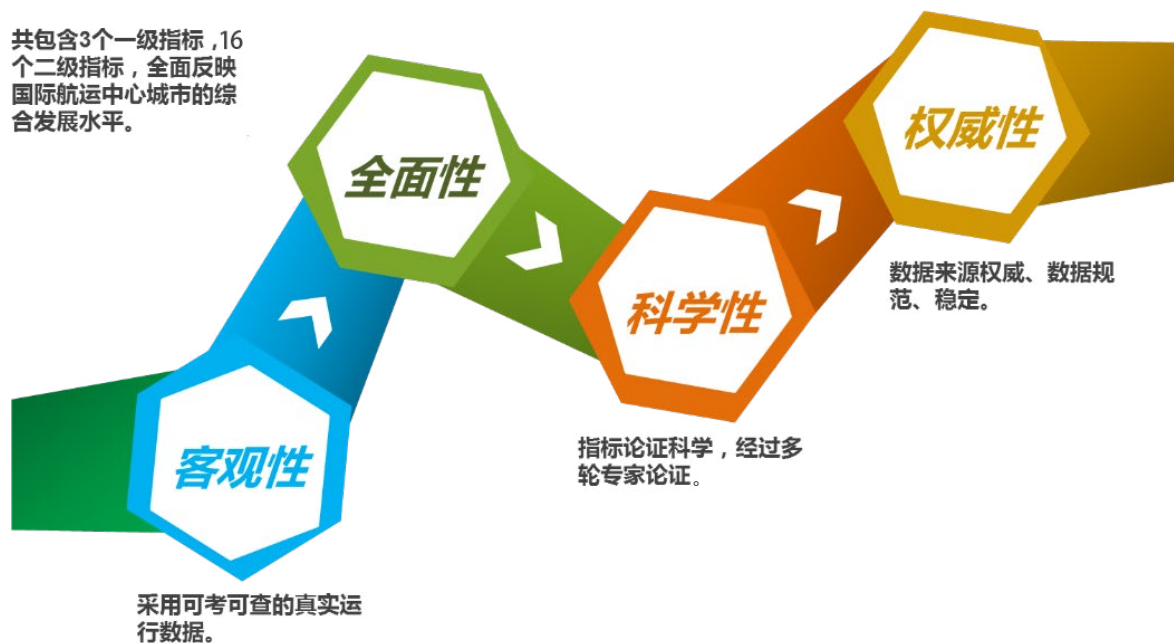 共包含3个一级指标,16
个二级指标，全面反映
国际航运中心城市的综
合发展水平。
全面性
权威性
数据来源权威、数据规
范、稳定。
科学性
指标论证科学，经过多
轮专家论证。
客观性
采用可考可查的真实运
行数据。